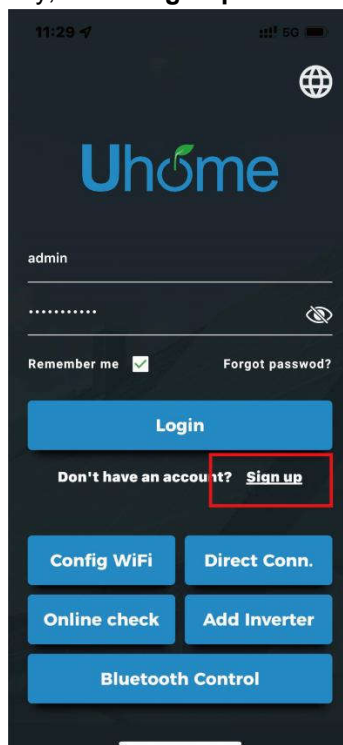 11:29 5G
Uhome
admin
...........
Remember me Forgot passwod?
Login
Don't have an account? Sign up
Config WiFi Direct Conn.
Online check Add Inverter
Bluetooth Control